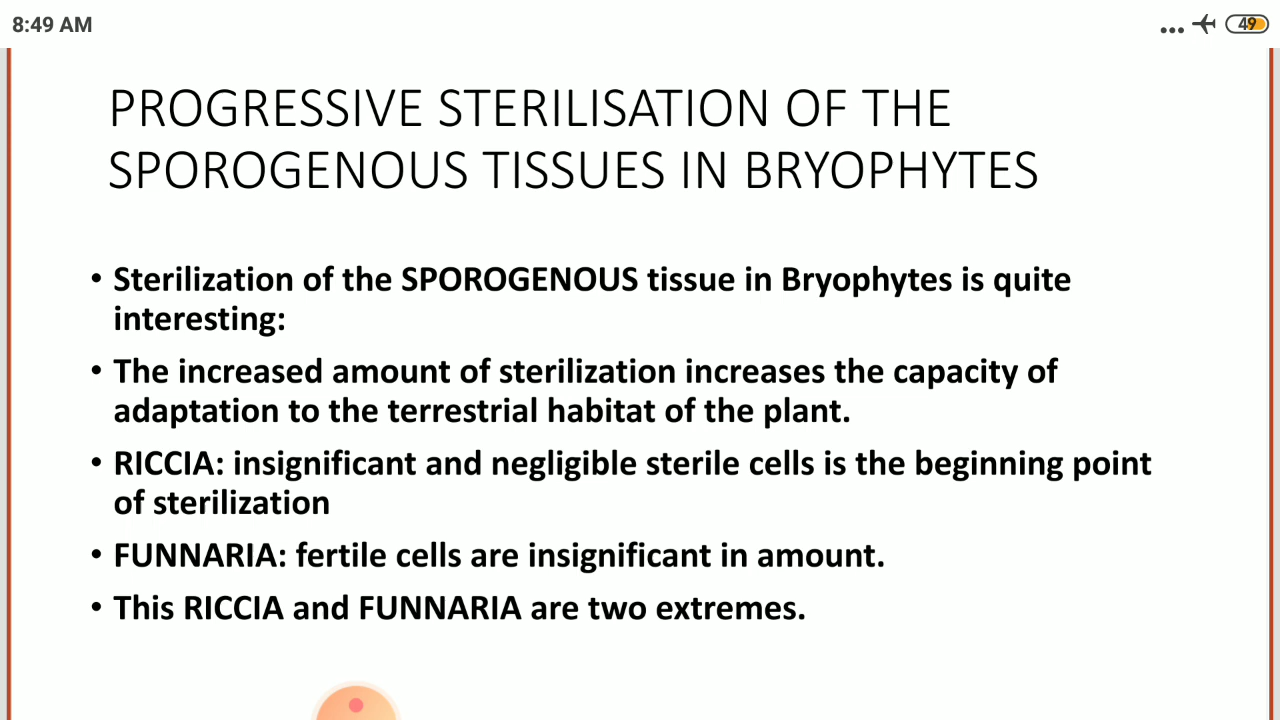 8:49 AM
49
PROGRESSIVE STERILISATION OF THE
SPOROGENOUS TISSUES IN BRYOPHYTES
• Sterilization of the SPOROGENOUS tissue in Bryophytes is quite
interesting:
• The increased amount of sterilization increases the capacity of
adaptation to the terrestrial habitat of the plant.
• RICCIA: insignificant and negligible sterile cells is the beginning point
of sterilization
• FUNNARIA: fertile cells are insignificant in amount.
• This RICCIA and FUNNARIA are two extremes.